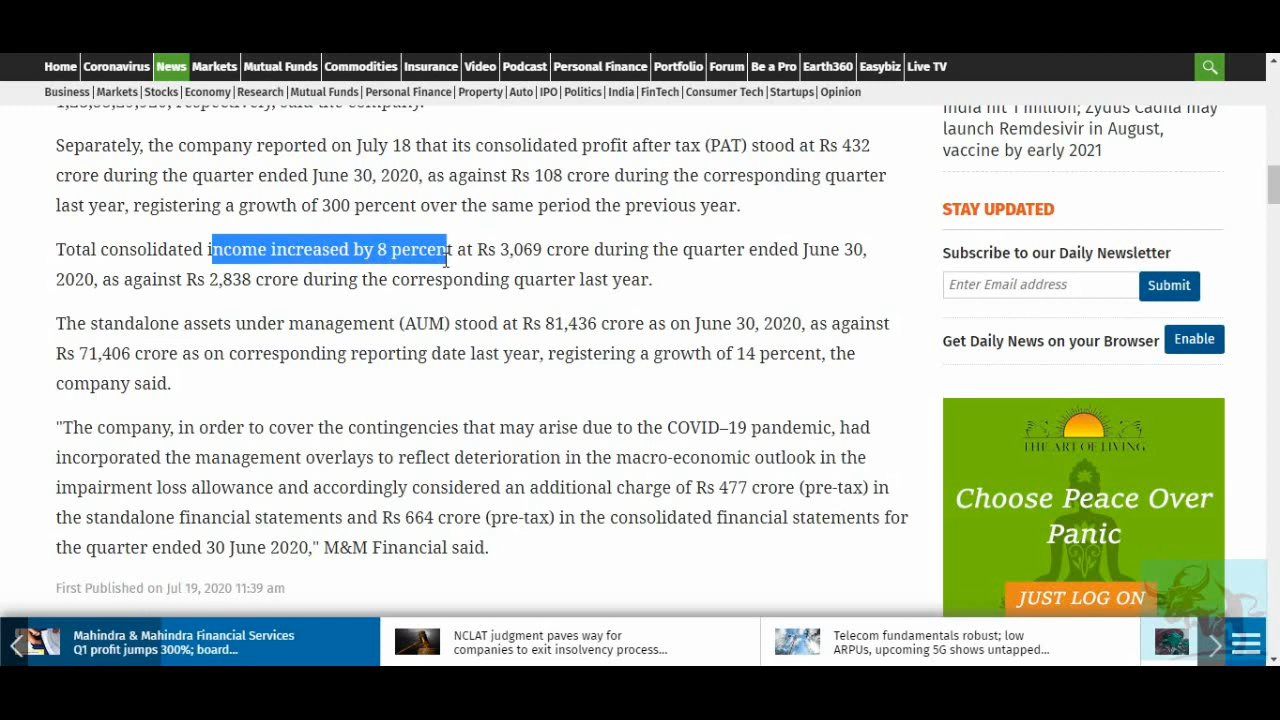 Home Coronavirus News Markets Mutual Funds Commodities Insurance Video Podcast Personal Finance Portfolio Forum Be a Pro Earth360 Easybiz Live TV
Business | Markets | Stocks | Economy | Research | Mutual Funds | Personal Finance | Property | Auto | IPO | Politics | India | FinTech | Consumer Tech | Startups | Opinion
respectively, said the company.
Separately, the company reported on July 18 that its consolidated profit after tax (PAT) stood at Rs 432
crore during the quarter ended June 30, 2020, as against Rs 108 crore during the corresponding quarter
last year, registering a growth of 300 percent over the same period the previous year.
Total consolidated income increased by 8 percent at Rs 3,069 crore during the quarter ended June 30,
2020, as against Rs 2,838 crore during the corresponding quarter last year.
The standalone assets under management (AUM) stood at Rs 81,436 crore as on June 30, 2020, as against
Rs 71,406 crore as on corresponding reporting date last year, registering a growth of 14 percent, the
company said.
"The company, in order to cover the contingencies that may arise due to the COVID–19 pandemic, had
incorporated the management overlays to reflect deterioration in the macro-economic outlook in the
impairment loss allowance and accordingly considered an additional charge of Rs 477 crore (pre-tax) in
the standalone financial statements and Rs 664 crore (pre-tax) in the consolidated financial statements for
the quarter ended 30 June 2020," M&M Financial said.
First Published on Jul 19, 2020 11:39 am
India hit 1 million; Zydus Cadila may
launch Remdesivir in August,
vaccine by early 2021
STAY UPDATED
Subscribe to our Daily Newsletter
Enter Email address
Submit
Get Daily News on your Browser
Enable
THE ART OF LIVING
Choose Peace Over
Panic
JUST LOG ON
Mahindra & Mahindra Financial Services
Q1 profit jumps 300%; board...
NCLAT judgment paves way for
companies to exit insolvency process...
Telecom fundamentals robust; low
ARPUs, upcoming 5G shows untapped...